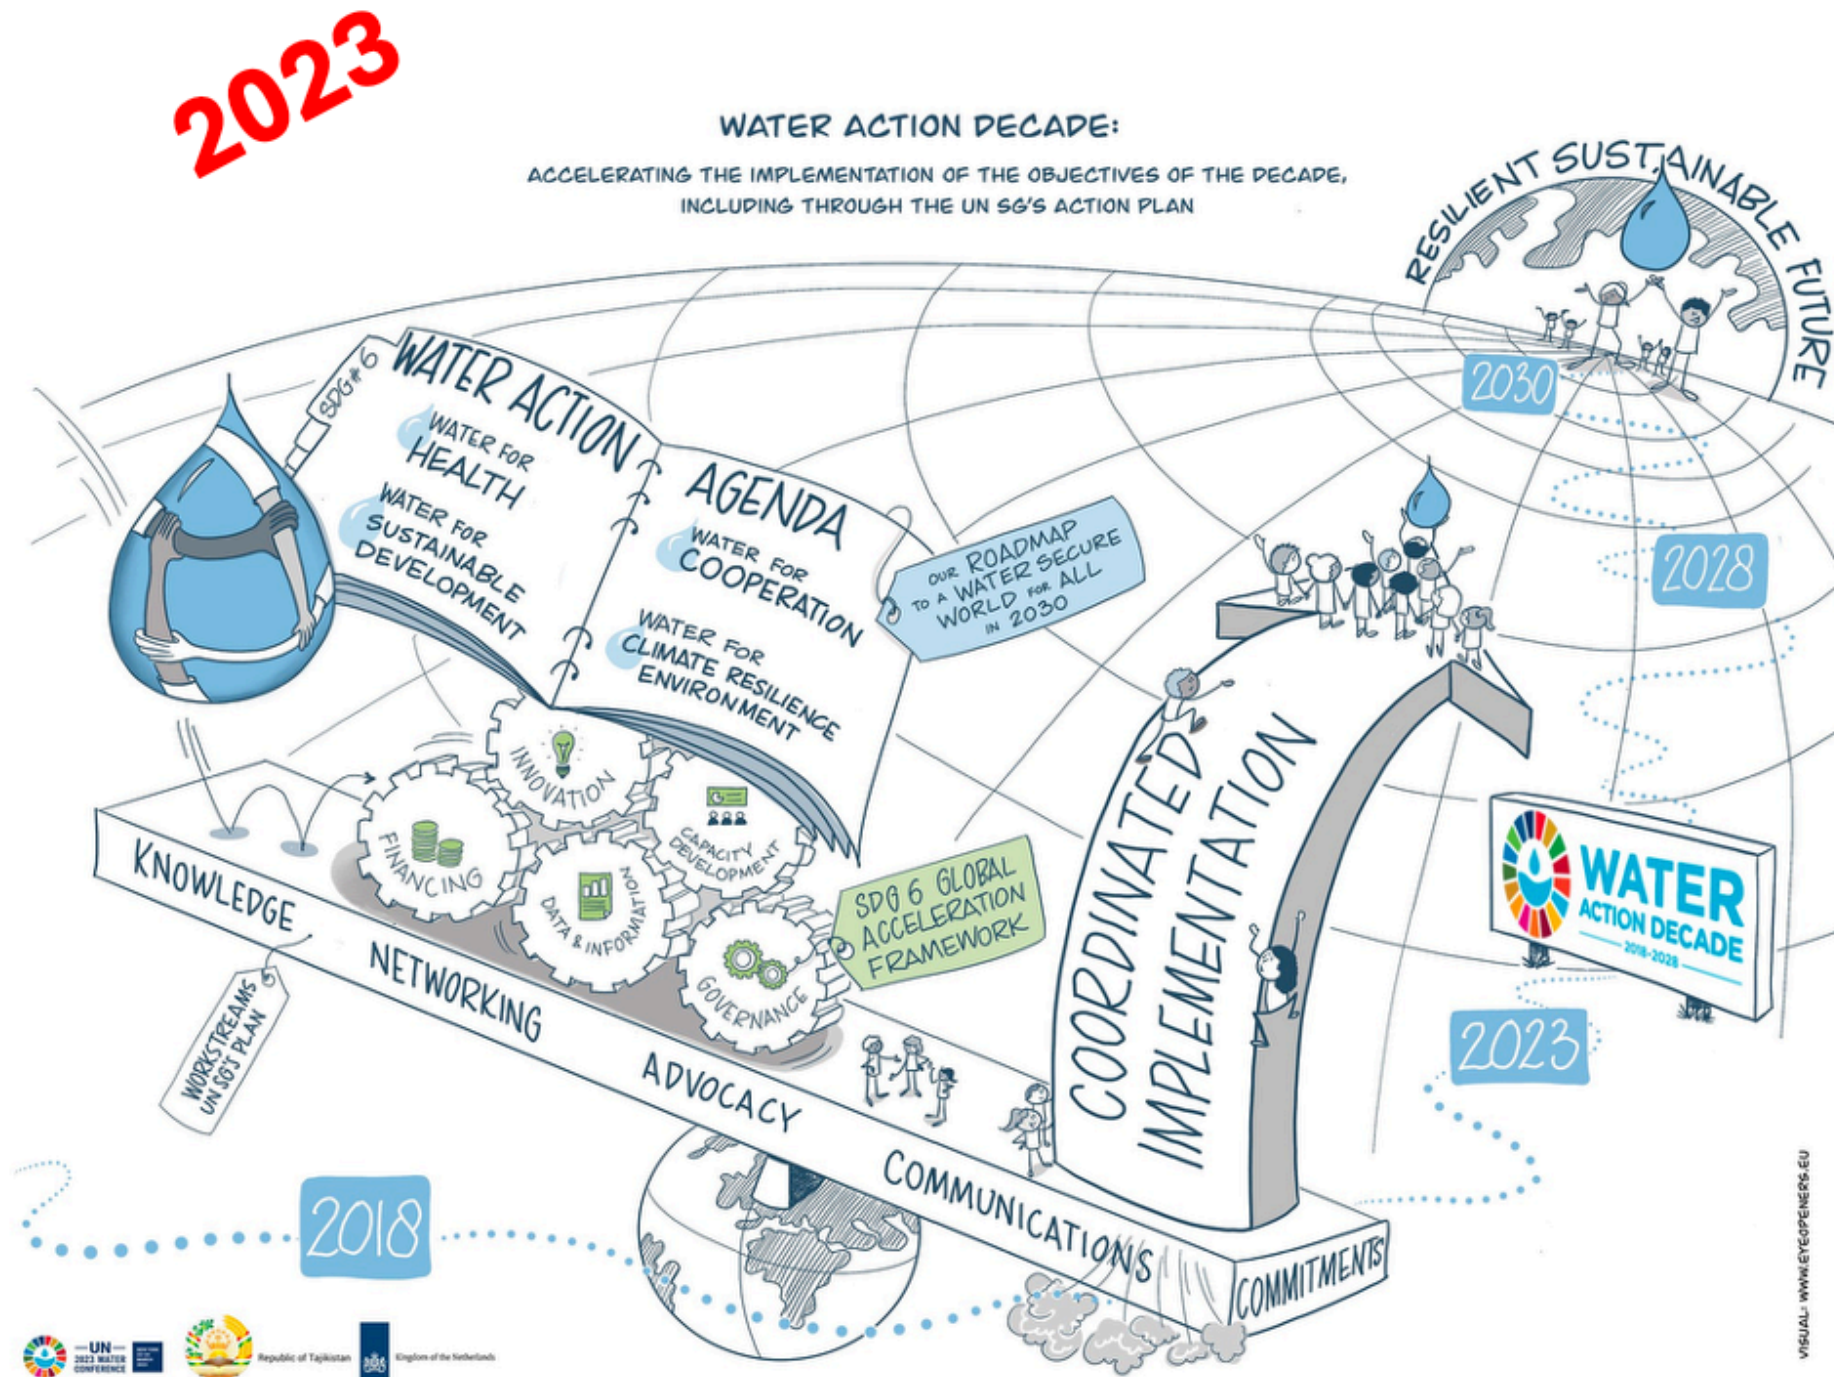 2023
WATER ACTION DECADE:
ACCELERATING THE IMPLEMENTATION OF THE OBJECTIVES OF THE DECADE,
INCLUDING THROUGH THE UN SG'S ACTION PLAN
RESILIENT SUSTAINABLE FUTURE
2030
2028
SDG#6
WATER ACTION
WATER FOR
HEALTH
WATER FOR
SUSTAINABLE
DEVELOPMENT
AGENDA
WATER FOR
COOPERATION
WATER FOR
CLIMATE RESILIENCE
ENVIRONMENT
OUR ROADMAP
TO A WATER SECURE
WORLD FOR ALL
IN 2030
INNOVATION
FINANCING
CAPACITY
DEVELOPMENT
DATA & INFORMATION
GOVERNANCE
SDG 6 GLOBAL
ACCELERATION
FRAMEWORK
COORDINATED
IMPLEMENTATION
WATER
ACTION DECADE
2018-2028
2023
KNOWLEDGE
NETWORKING
ADVOCACY
COMMUNICATIONS
COMMITMENTS
WORKSTREAMS
UN SG'S PLAN
2018
UN
2023 WATER
CONFERENCE
Republic of Tajikistan
Kingdom of the Netherlands
VISUAL: WWW.EYEOPENERS.EU